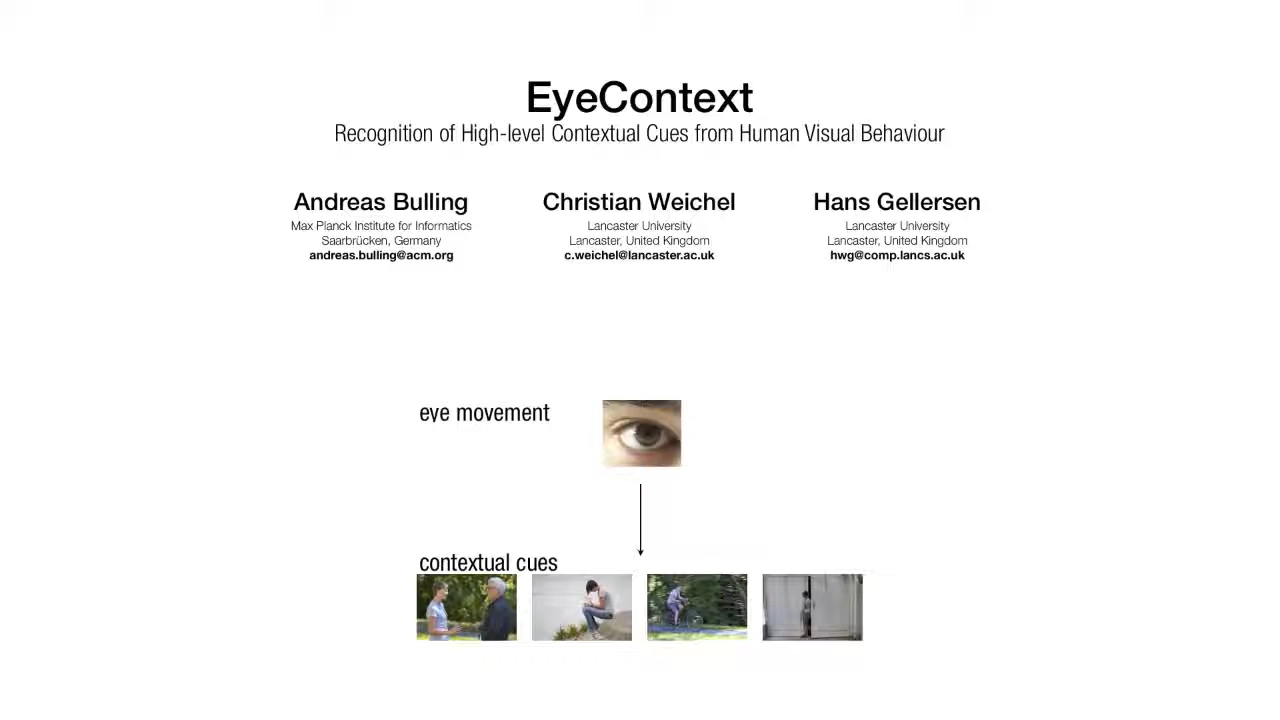 EyeContext
Recognition of High-level Contextual Cues from Human Visual Behaviour
Andreas Bulling
Max Planck Institute for Informatics
Saarbrücken, Germany
andreas.bulling@acm.org
Christian Weichel
Lancaster University
Lancaster, United Kingdom
c.weichel@lancaster.ac.uk
Hans Gellersen
Lancaster University
Lancaster, United Kingdom
hwg@comp.lancs.ac.uk
eye movement
contextual cues